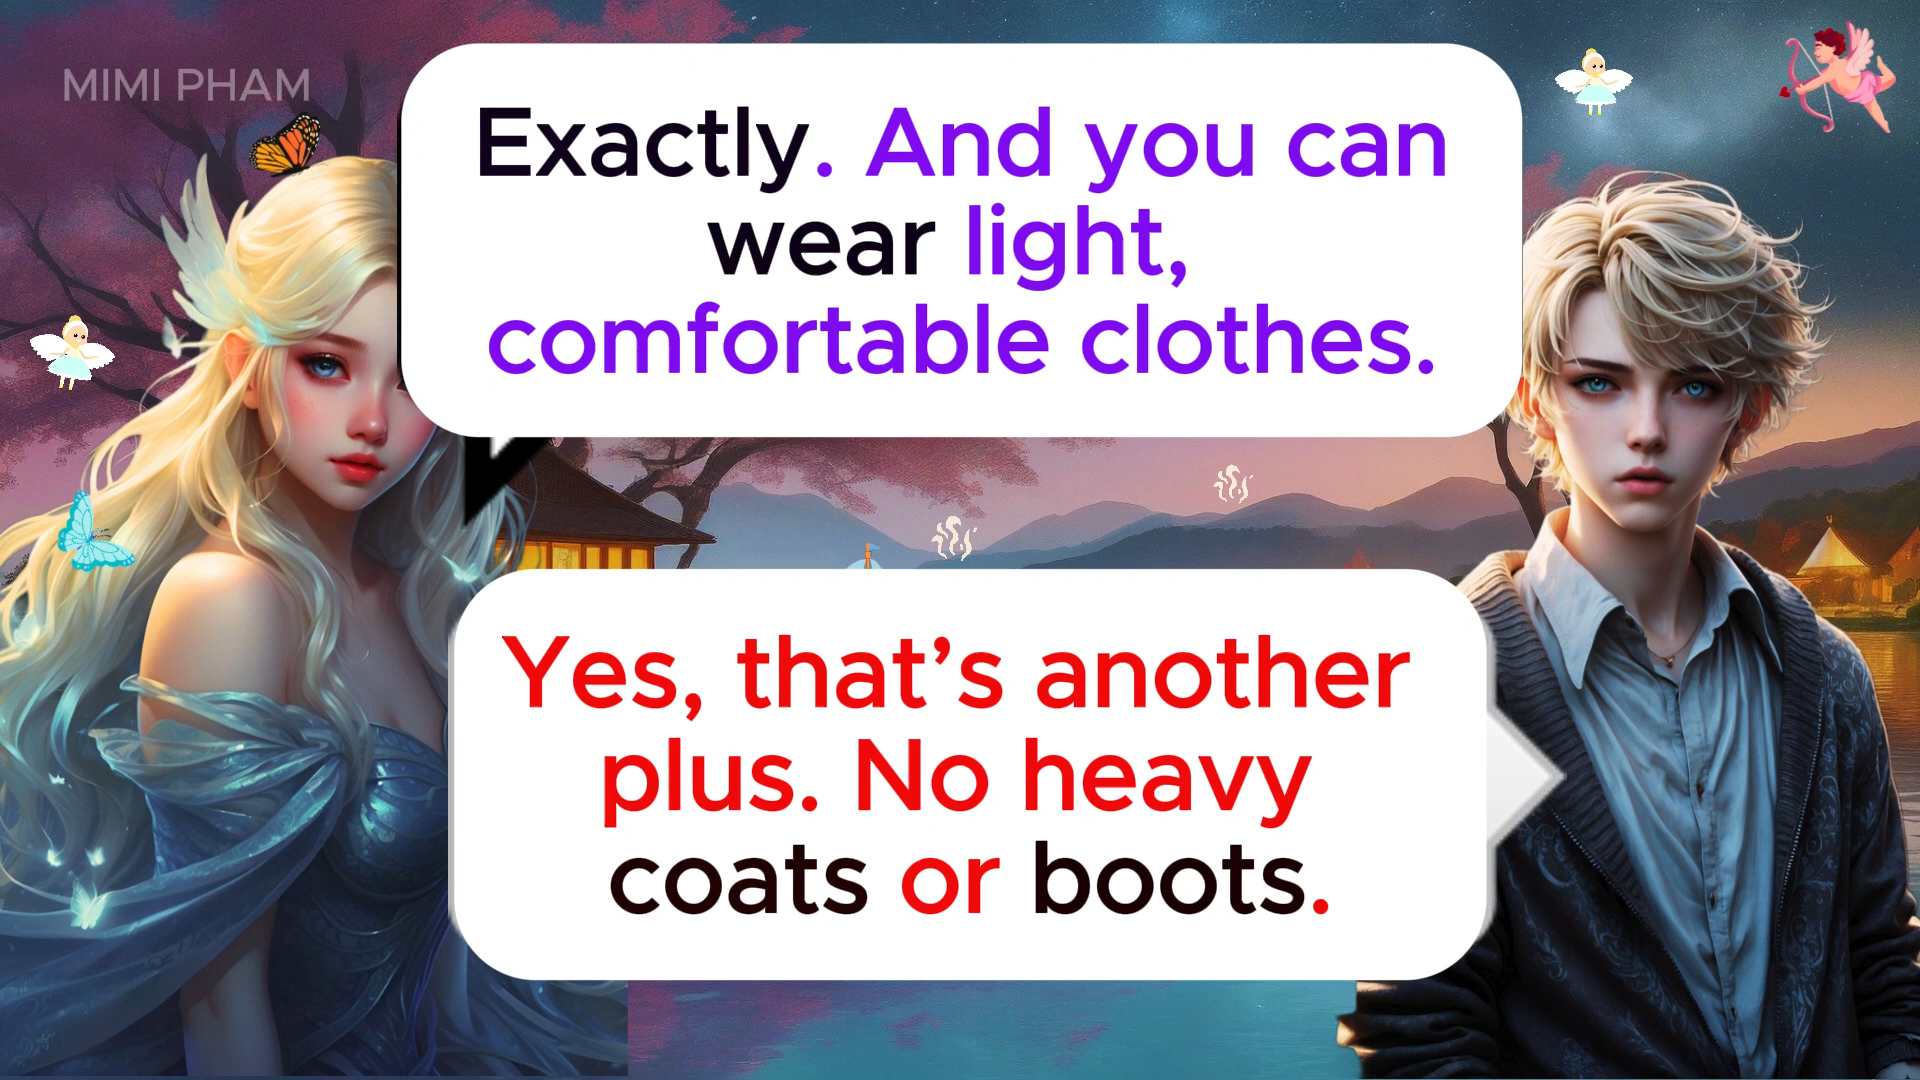 MIMI PHAM
Exactly. And you can
wear light,
comfortable clothes.
Yes, that’s another
plus. No heavy
coats or boots.